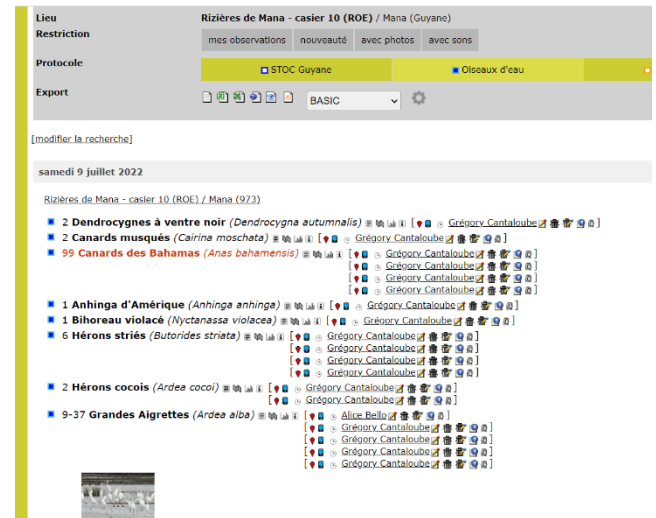 Lieu Rizières de Mana - casier 10 (ROE) / Mana (Guyane)
Restriction mes observations nouveauté avec photos avec sons
Protocole STOC Guyane Oiseaux d'eau
Export BASIC
[modifier la recherche]
samedi 9 juillet 2022
Rizières de Mana - casier 10 (ROE) / Mana (973)
2 Dendrocygnes à ventre noir (Dendrocygna autumnalis) [ Grégory Cantaloube ]
2 Canards musqués (Cairina moschata) [ Grégory Cantaloube ]
99 Canards des Bahamas (Anas bahamensis) [ Grégory Cantaloube ]
[ Grégory Cantaloube ]
[ Grégory Cantaloube ]
[ Grégory Cantaloube ]
1 Anhinga d'Amérique (Anhinga anhinga) [ Grégory Cantaloube ]
1 Bihoreau violacé (Nyctanassa violacea) [ Grégory Cantaloube ]
6 Hérons striés (Butorides striata) [ Grégory Cantaloube ]
[ Grégory Cantaloube ]
[ Grégory Cantaloube ]
[ Grégory Cantaloube ]
2 Hérons cocois (Ardea cocoi) [ Grégory Cantaloube ]
[ Grégory Cantaloube ]
9-37 Grandes Aigrettes (Ardea alba) [ Alice Bello ]
[ Grégory Cantaloube ]
[ Grégory Cantaloube ]
[ Grégory Cantaloube ]
[ Grégory Cantaloube ]